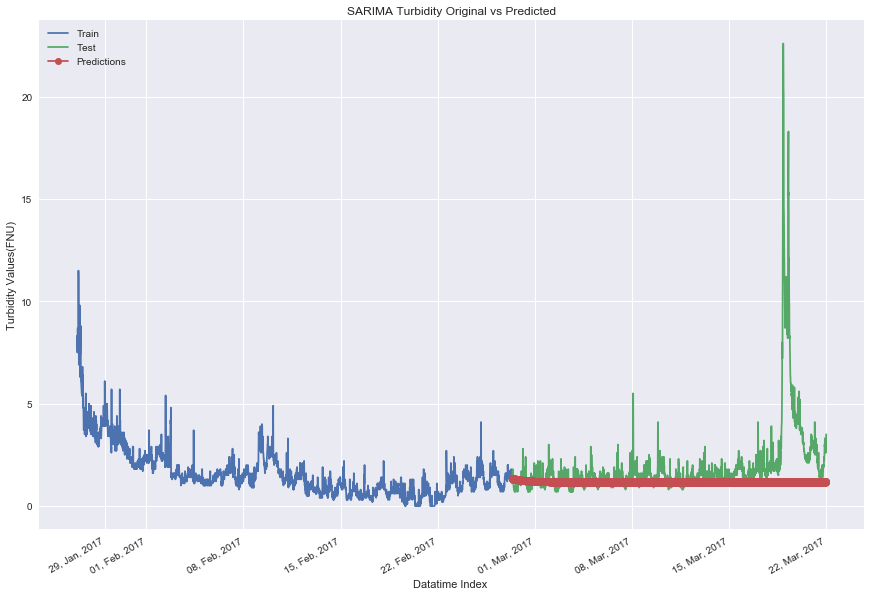 SARIMA Turbidity Original vs Predicted
Train
Test
Predictions
Turbidity Values(FNU)
20
15
10
5
0
29, Jan, 2017
01, Feb, 2017
08, Feb, 2017
15, Feb, 2017
22, Feb, 2017
01, Mar, 2017
08, Mar, 2017
15, Mar, 2017
22, Mar, 2017
Datatime Index